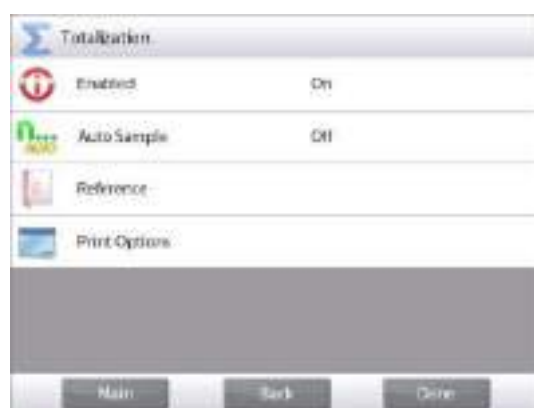 Totalization
Enabled On
Auto Sample Off
Reference
Print Options
Main Back Done